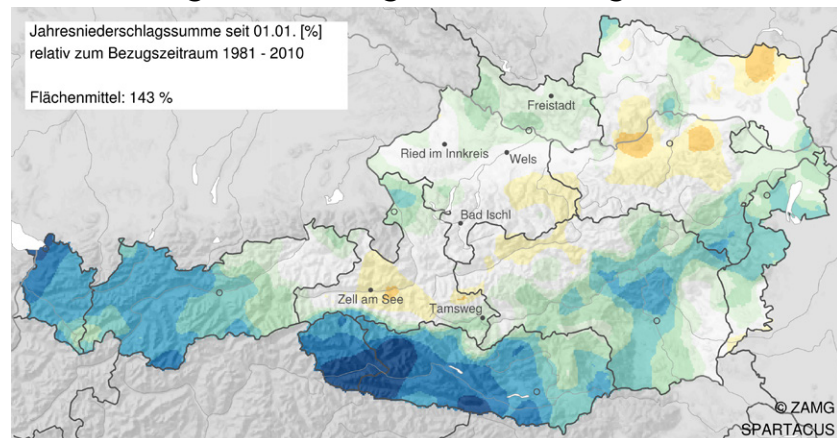 Jahresniederschlagssumme seit 01.01. [%]
relativ zum Bezugszeitraum 1981 - 2010
Flächenmittel: 143 %
Freistadt
Ried im Innkreis
Wels
Bad Ischl
Zell am See
Tamsweg
© ZAMG
SPARTACUS